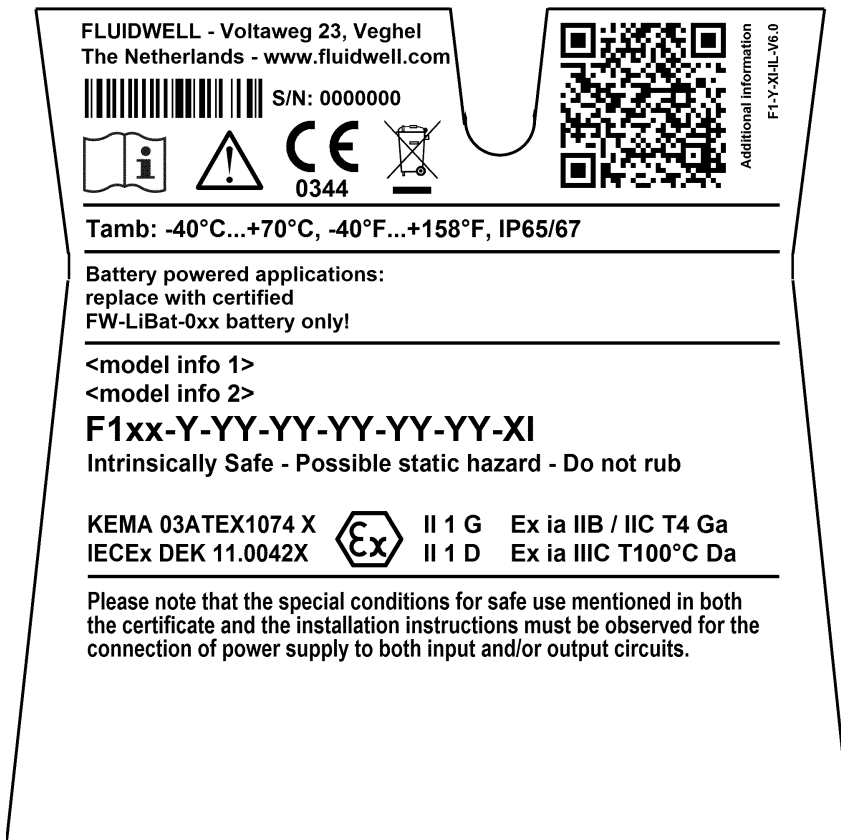 FLUIDWELL - Voltaweg 23, Veghel
The Netherlands - www.fluidwell.com
S/N: 0000000
CE
0344
Additional information
F1-Y-XI-IL-V6.0
Tamb: -40°C...+70°C, -40°F...+158°F, IP65/67
Battery powered applications:
replace with certified
FW-LiBat-0xx battery only!
<model info 1>
<model info 2>
F1xx-Y-YY-YY-YY-YY-YY-XI
Intrinsically Safe - Possible static hazard - Do not rub
KEMA 03ATEX1074 X
IECEx DEK 11.0042X
Ex
II 1 G Ex ia IIB / IIC T4 Ga
II 1 D Ex ia IIIC T100°C Da
Please note that the special conditions for safe use mentioned in both
the certificate and the installation instructions must be observed for the
connection of power supply to both input and/or output circuits.